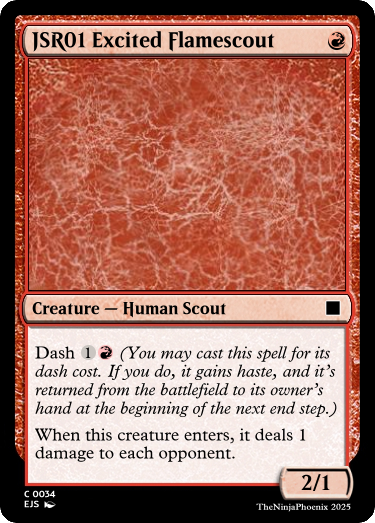 JSR01 Excited Flamescout
Creature — Human Scout
Dash 1 (You may cast this spell for its
dash cost. If you do, it gains haste, and it's
returned from the battlefield to its owner's
hand at the beginning of the next end step.)
When this creature enters, it deals 1
damage to each opponent.
2/1
C 0034
EJS
TheNinjaPhoenix 2025